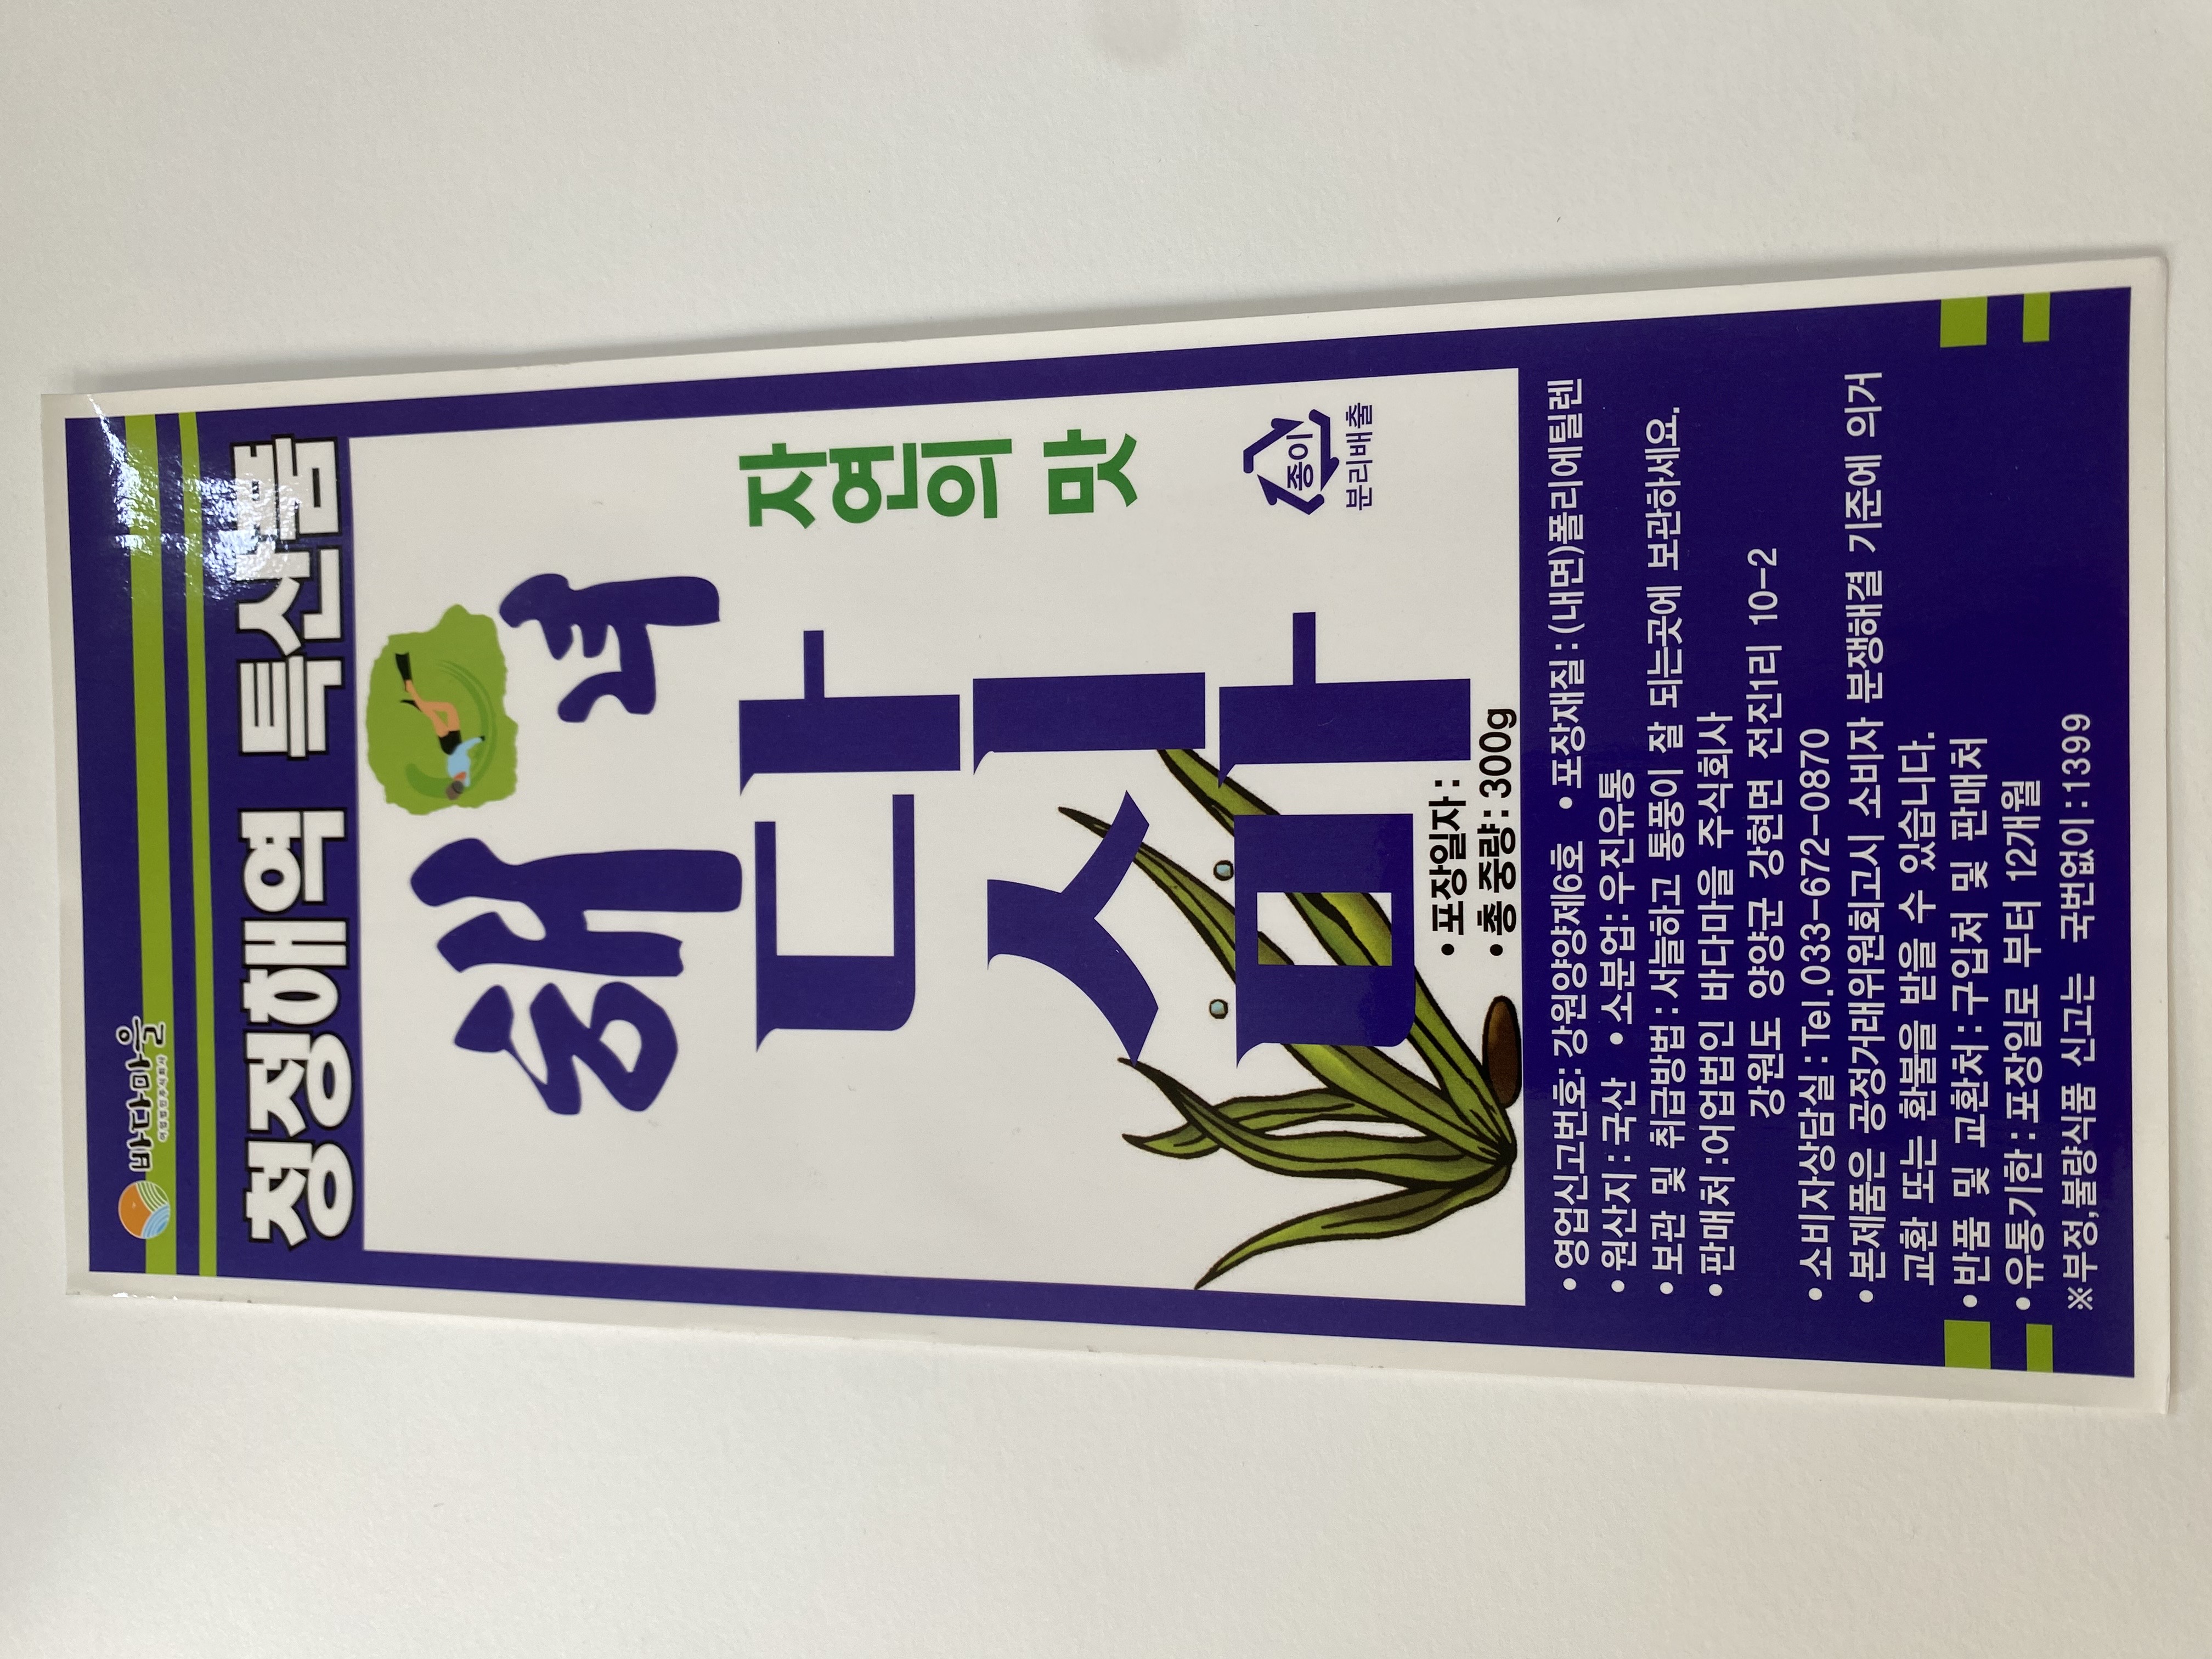 바다마을
어업법인주식회사
청정해역 특산품
해녀
다시마
자연의 맛
종이
분리배출
• 포장일자 :
• 총 중량 : 300g
• 영업신고번호: 강원양양제6호 • 포장재질 : (내면)폴리에틸렌
• 원산지 : 국산 • 소분업: 우진유통
• 보관 및 취급방법 : 서늘하고 통풍이 잘 되는곳에 보관하세요.
• 판매처 :어업법인 바다마을 주식회사
강원도 양양군 강현면 전진1리 10-2
• 소비자상담실 : Tel.033-672-0870
• 본제품은 공정거래위원회고시 소비자 분쟁해결 기준에 의거
교환 또는 환불을 받을 수 있습니다.
• 반품 및 교환처 : 구입처 및 판매처
• 유통기한 : 포장일로 부터 12개월
※부정,불량식품 신고는 국번없이 :1399